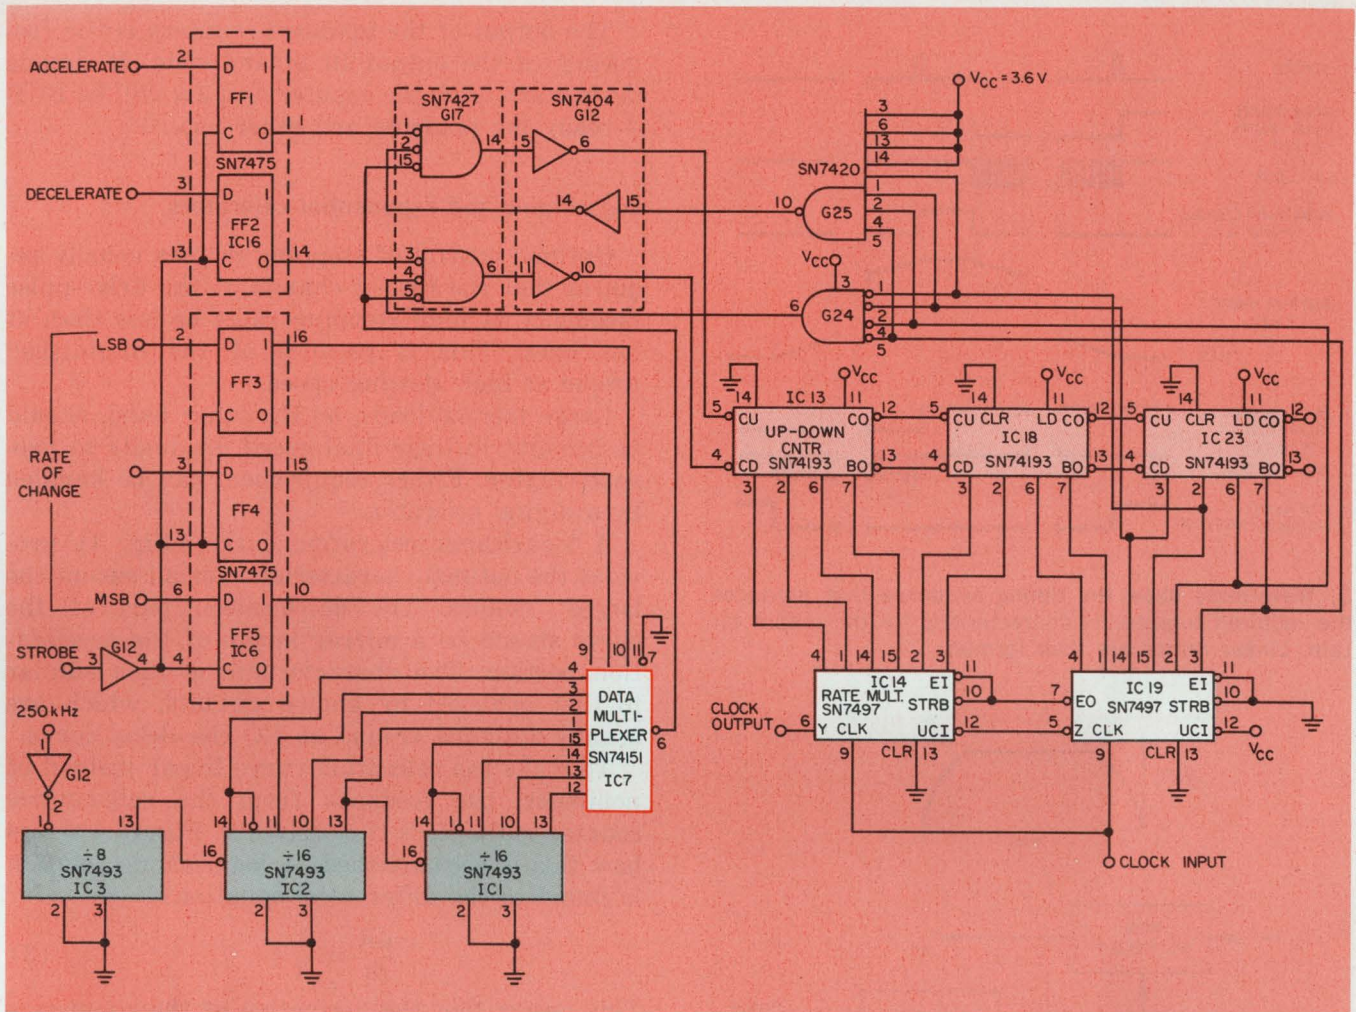 ACCELERATE
2
D 1
FF1
C 0
1
SN7475
DECELERATE
3
D 1
FF2
IC16
13
C 0
14
SN7427
G17
1
2
15
14
3
4
5
6
SN7404
G12
5
6
14
15
11
10
VCC = 3.6 V
3
6
13
14
SN7420
10
G25
1
2
4
5
VCC
3
6
G24
1
2
4
5
RATE
OF
CHANGE
LSB
2
D 1
16
FF3
C 0
3
D 1
15
FF4
13
C 0
SN7475
MSB
6
D 1
10
FF5
IC6
STROBE
3
G12
4
4
C 0
250 kHz
1
G12
2
1
13
÷8
SN7493
IC3
2
3
14
1
11
10
13
16
÷16
SN7493
IC2
2
3
14
1
11
10
13
16
÷16
SN7493
IC1
2
3
9
10
11
7
4
3
2
1
15
14
13
12
DATA
MULTI-
PLEXER
SN74151
IC7
6
14
VCC
11
IC 13
5
CU CO
12
UP-DOWN
CNTR
SN74193
4
CD BO
13
3 2 6 7
14
VCC
11
5
CU CLR LD CO
12
IC 18
SN74193
4
CD BO
13
3 2 6 7
14
VCC
11
5
CU CLR LD CO
12
IC 23
SN74193
4
CD BO
13
3 2 6 7
4 1 14 15 2 3
IC14
RATE MULT.
SN7497
EI
11
STRB
10
CLOCK
OUTPUT
6
Y CLK
UCI
12
9
CLR
13
4 1 14 15 2 3
IC 19
SN7497
EI
11
7
EO
STRB
10
5
Z CLK
UCI
12
VCC
9
CLR
13
CLOCK INPUT